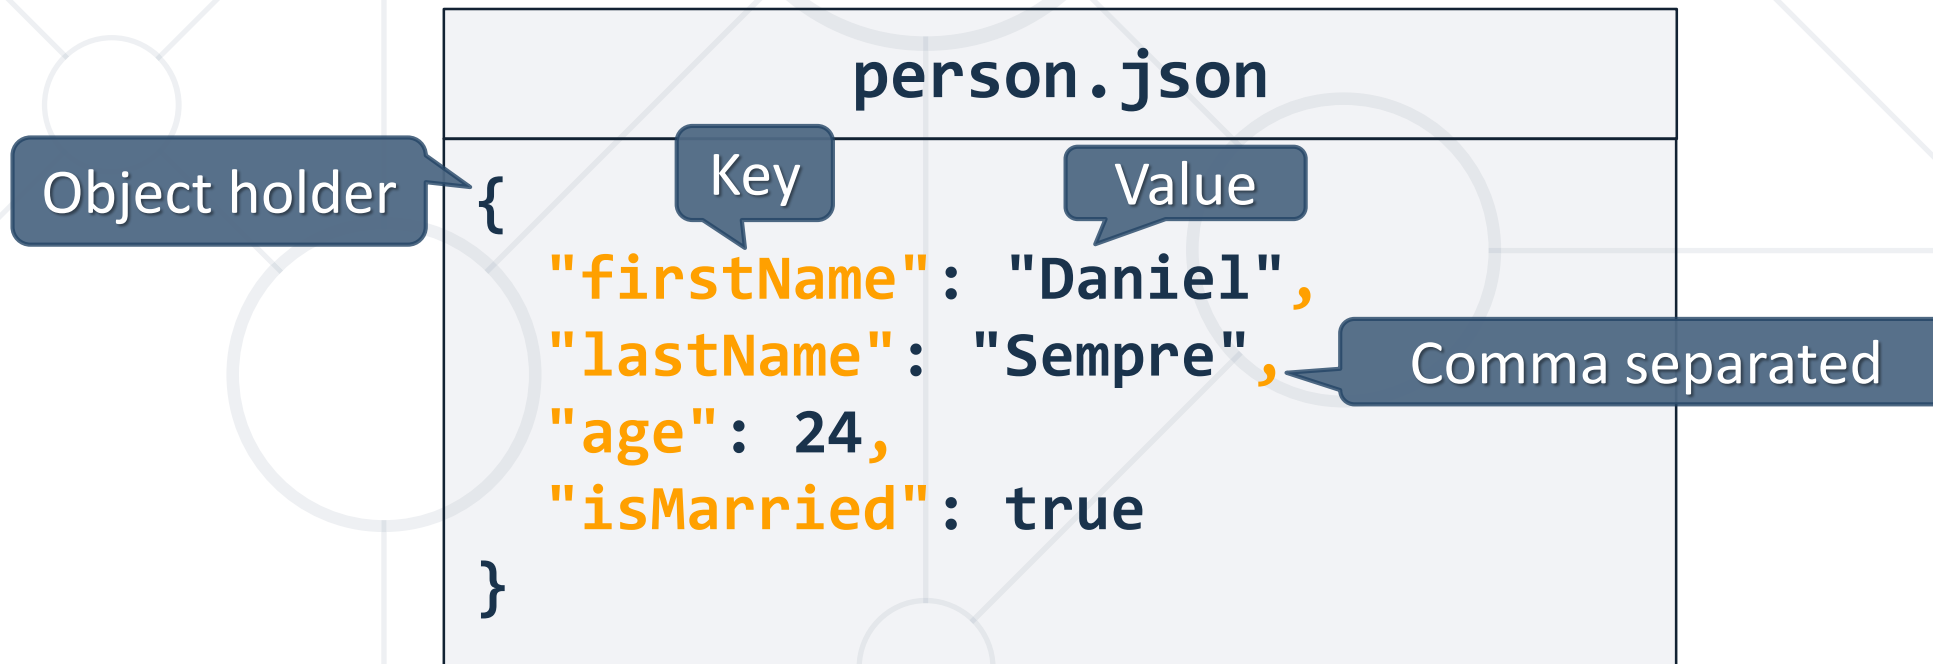 person.json
Object holder
Key
Value
{
"firstName": "Daniel",
"lastName": "Sempre",
Comma separated
"age": 24,
"isMarried": true
}